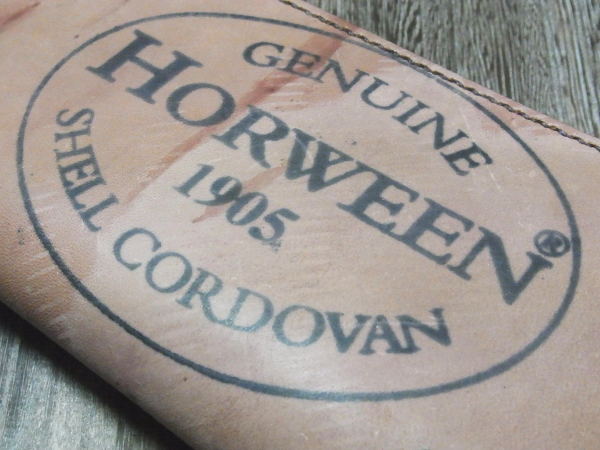 GENUINE
HORWEEN®
1905
SHELL CORDOVAN